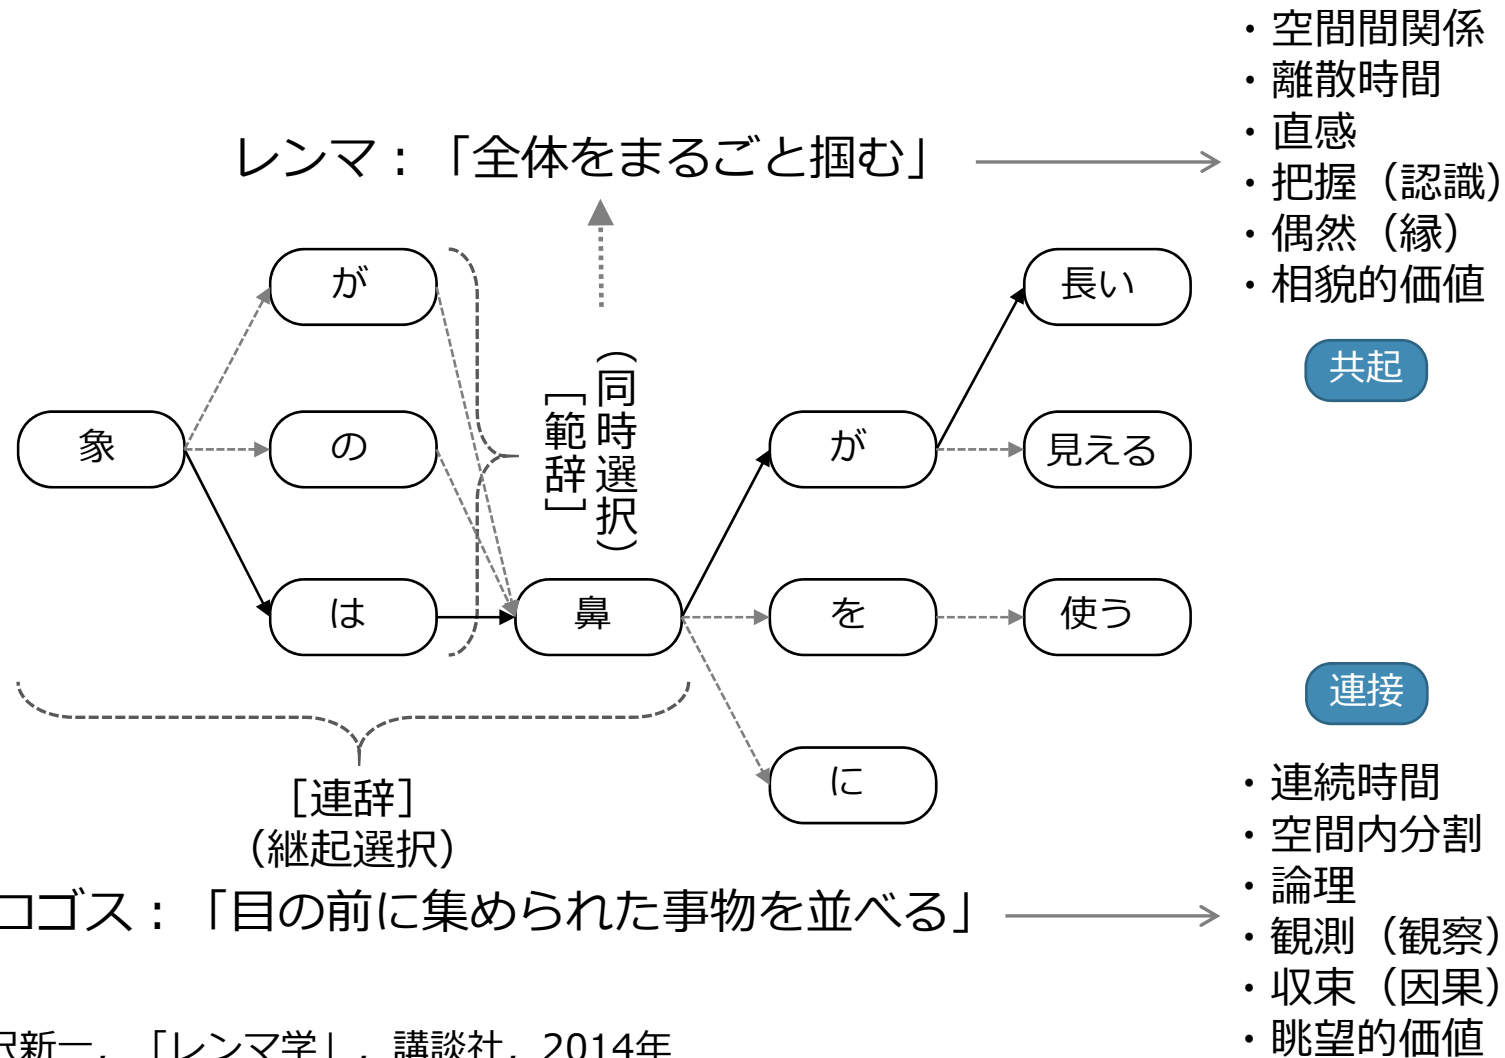 ・空間間関係
・離散時間
・直感
・把握（認識）
・偶然（縁）
・相貌的価値
レンマ：「全体をまるごと掴む」
が
長い
共起
（同時選択）
［範辞］
象
の
が
見える
は
鼻
を
使う
連接
に
［連辞］
（継起選択）
・連続時間
・空間内分割
・論理
・観測（観察）
・収束（因果）
・眺望的価値
ロゴス：「目の前に集められた事物を並べる」
沢新一，「レンマ学」，講談社，2014年